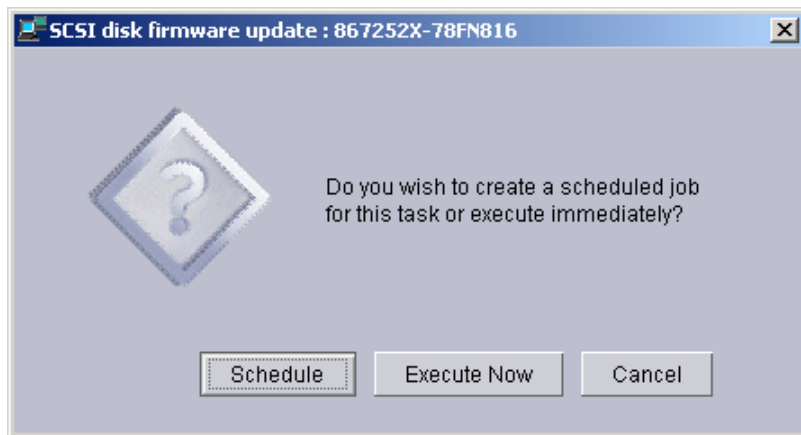 SCSI disk firmware update : 867252X-78FN816
Do you wish to create a scheduled job
for this task or execute immediately?
Schedule Execute Now Cancel